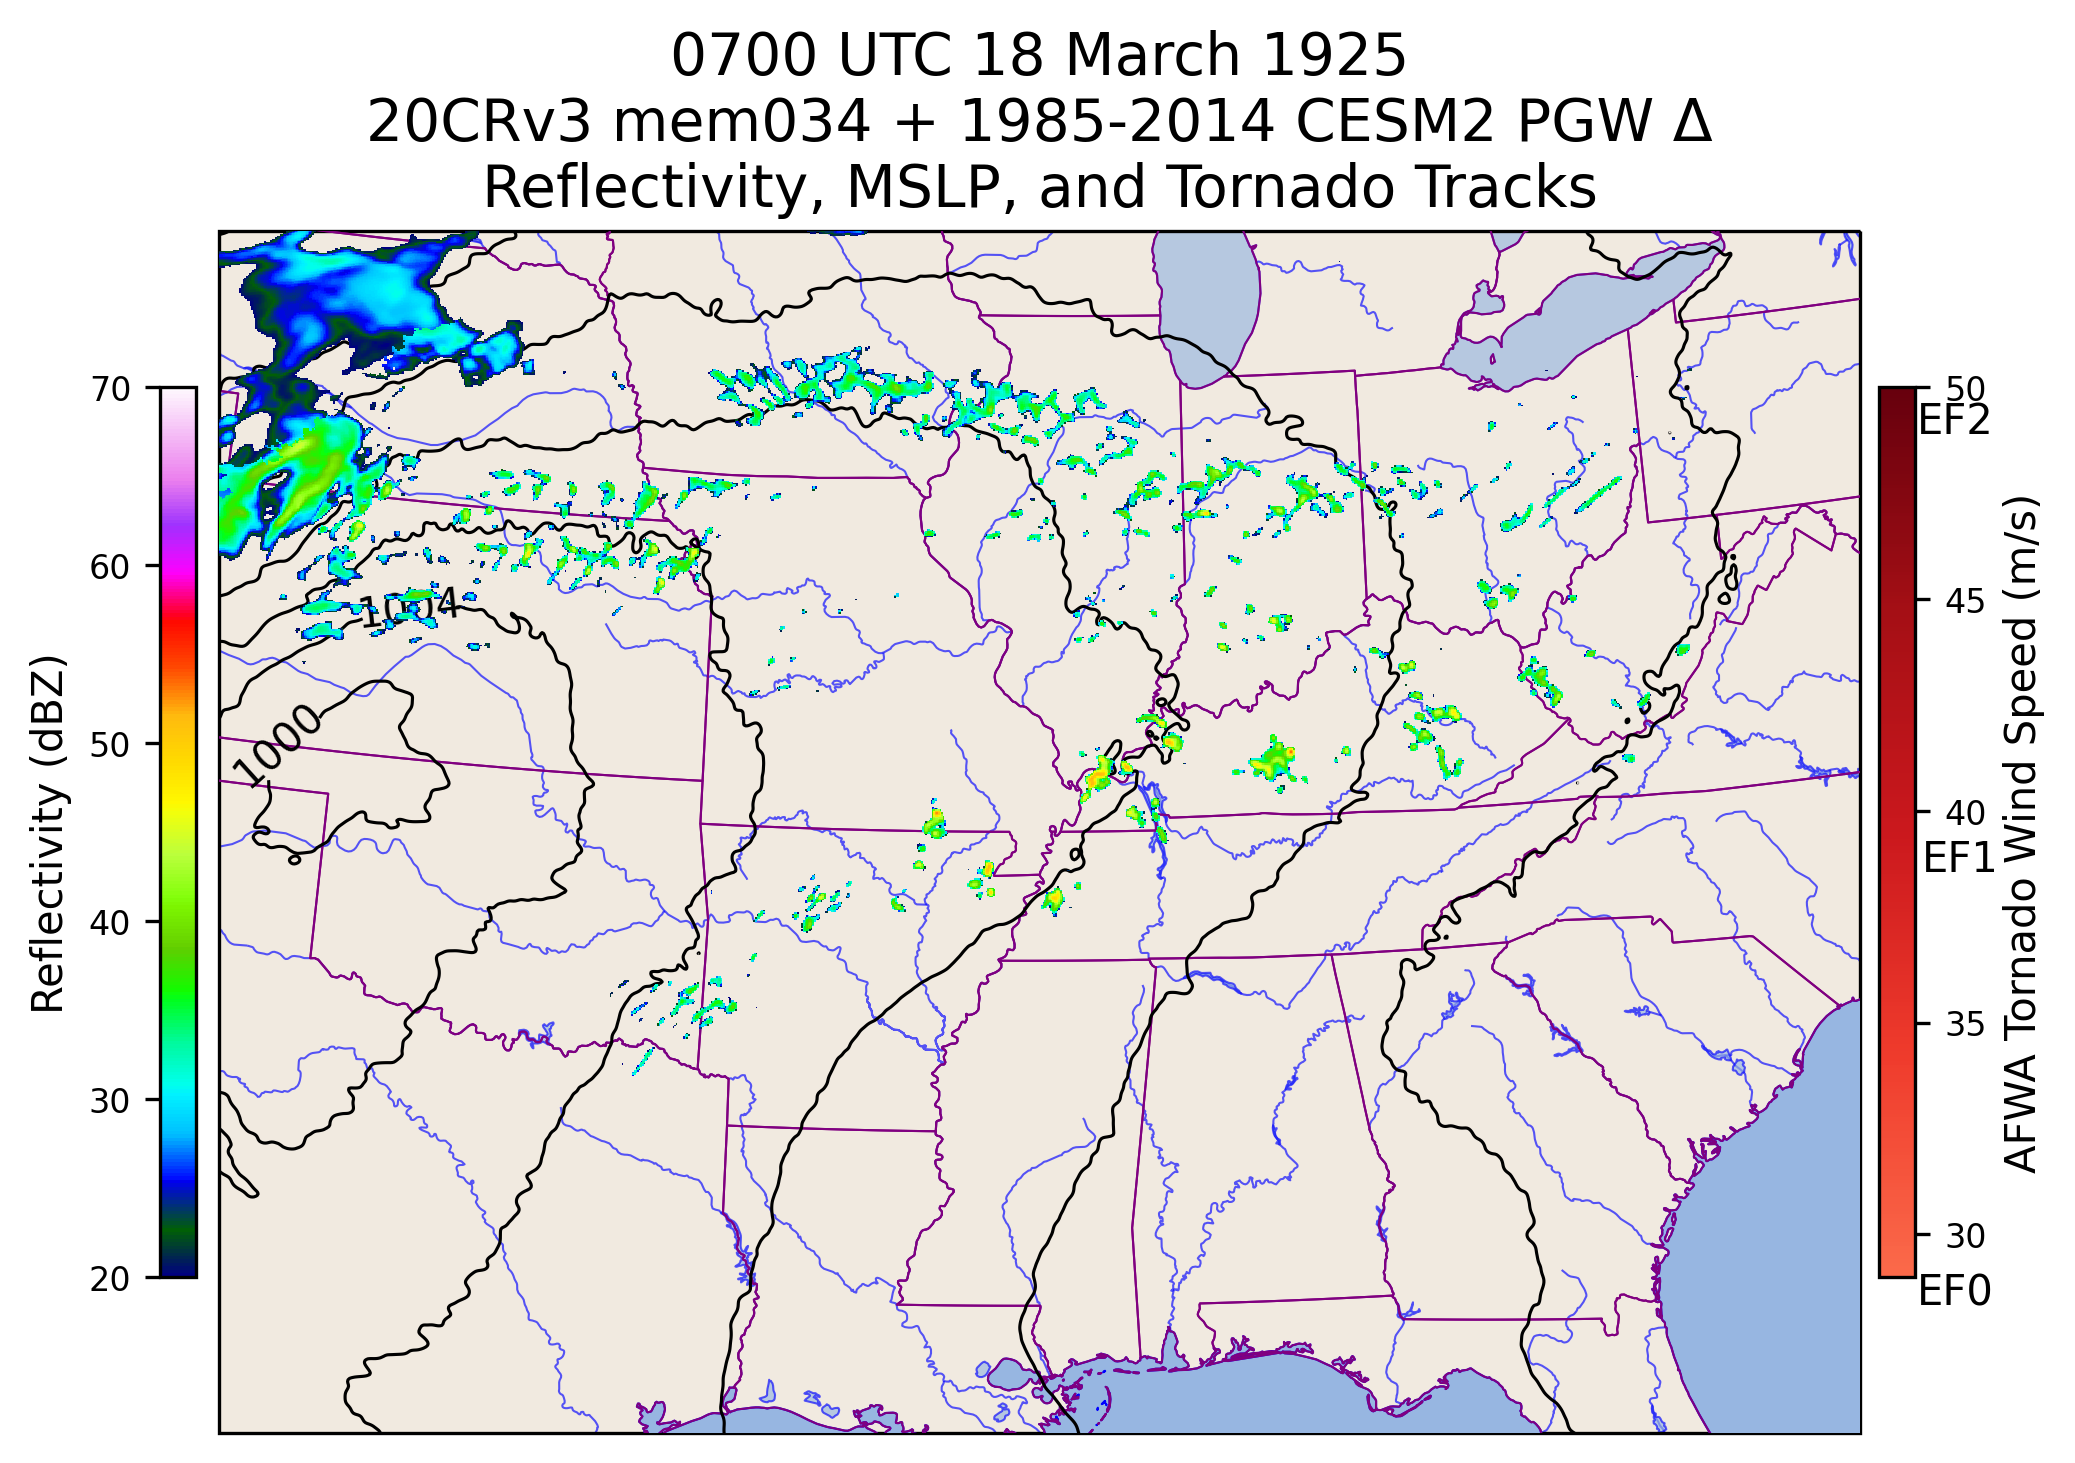 0700 UTC 18 March 1925
20CRv3 mem034 + 1985-2014 CESM2 PGW Δ
Reflectivity, MSLP, and Tornado Tracks
Reflectivity (dBZ)
70
60
50
40
30
20
1004
1000
50
EF2
45
40
EF1
35
30
EF0
AFWA Tornado Wind Speed (m/s)